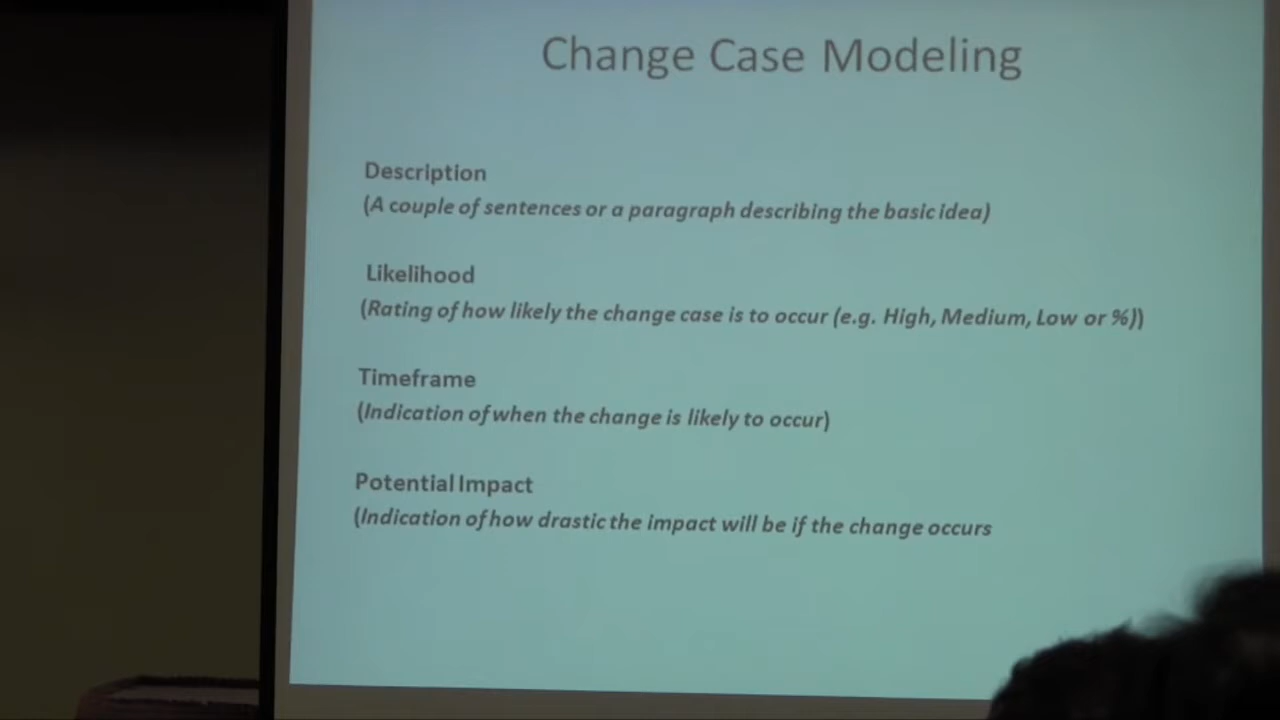 Change Case Modeling
Description
(A couple of sentences or a paragraph describing the basic idea)
Likelihood
(Rating of how likely the change case is to occur (e.g. High, Medium, Low or %))
Timeframe
(Indication of when the change is likely to occur)
Potential Impact
(Indication of how drastic the impact will be if the change occurs